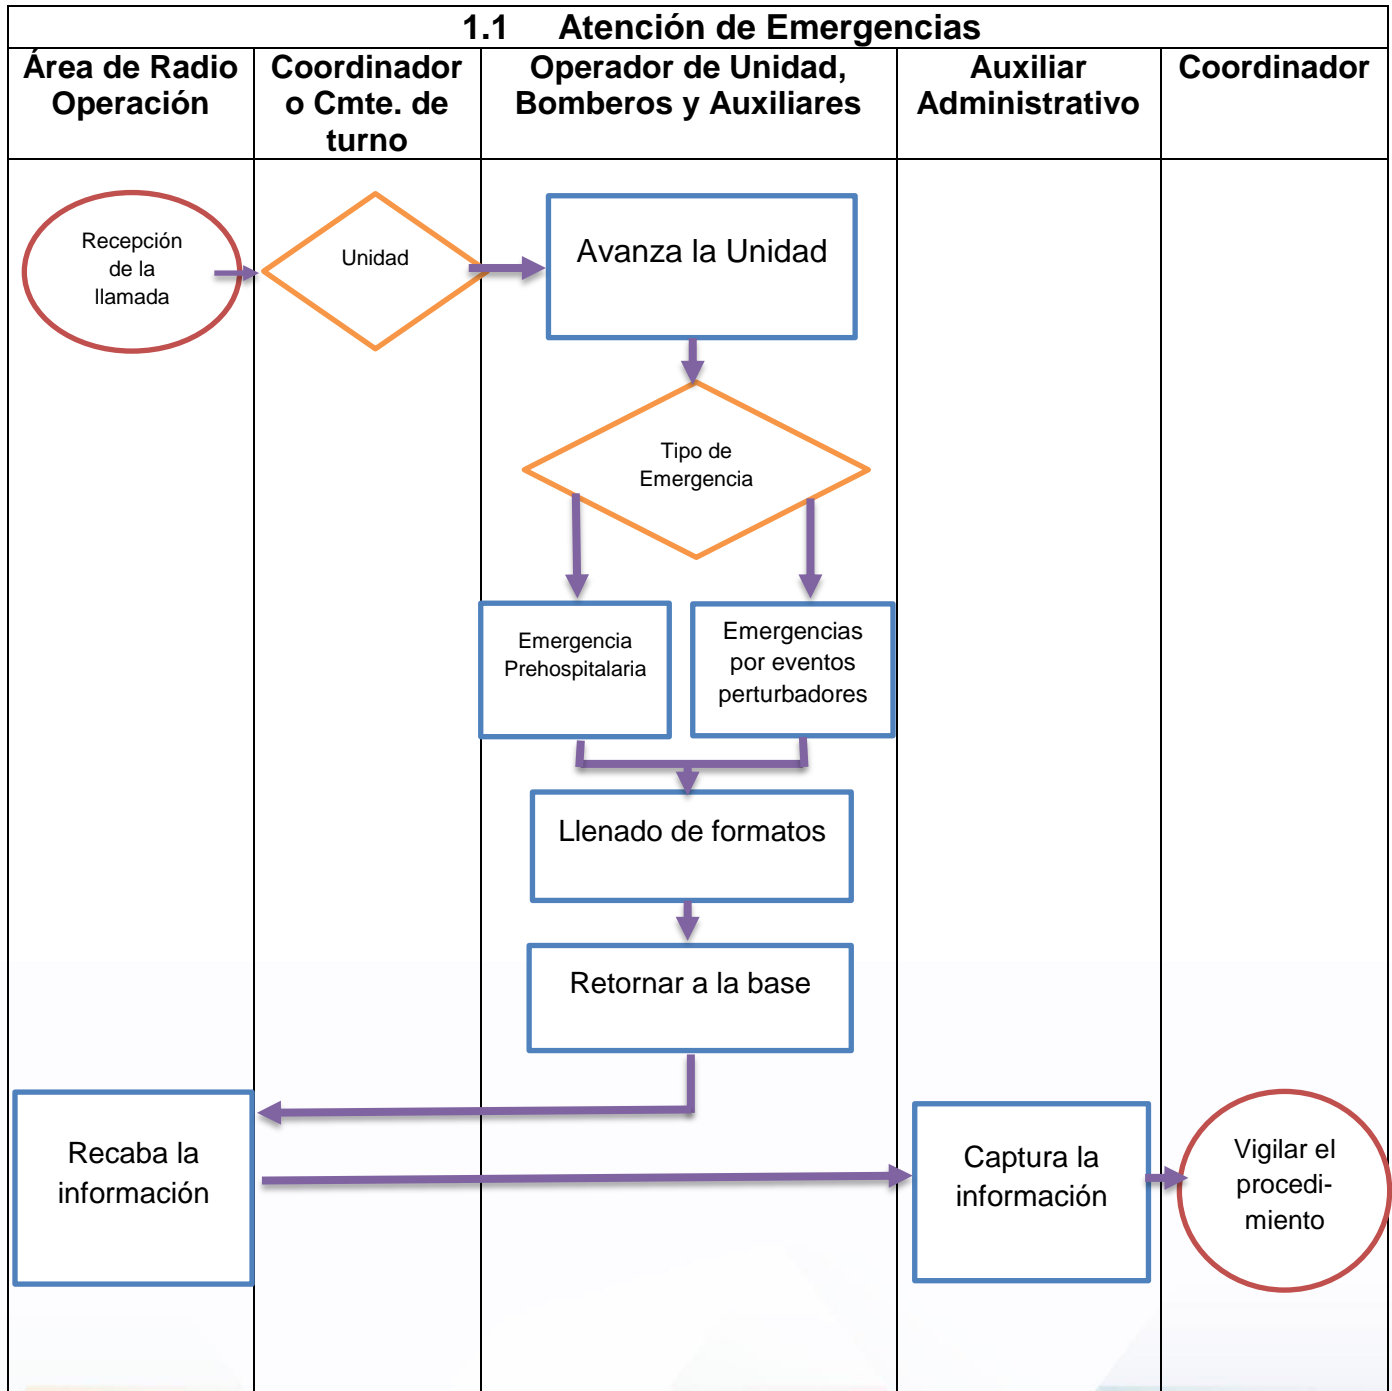 1.1 Atención de Emergencias
Área de Radio
Operación
Coordinador
o Cmte. de
turno
Operador de Unidad,
Bomberos y Auxiliares
Auxiliar
Administrativo
Coordinador
Recepción
de la
llamada
Unidad
Avanza la Unidad
Tipo de
Emergencia
Emergencia
Prehospitalaria
Emergencias
por eventos
perturbadores
Llenado de formatos
Retornar a la base
Recaba la
información
Captura la
información
Vigilar el
procedi-
miento